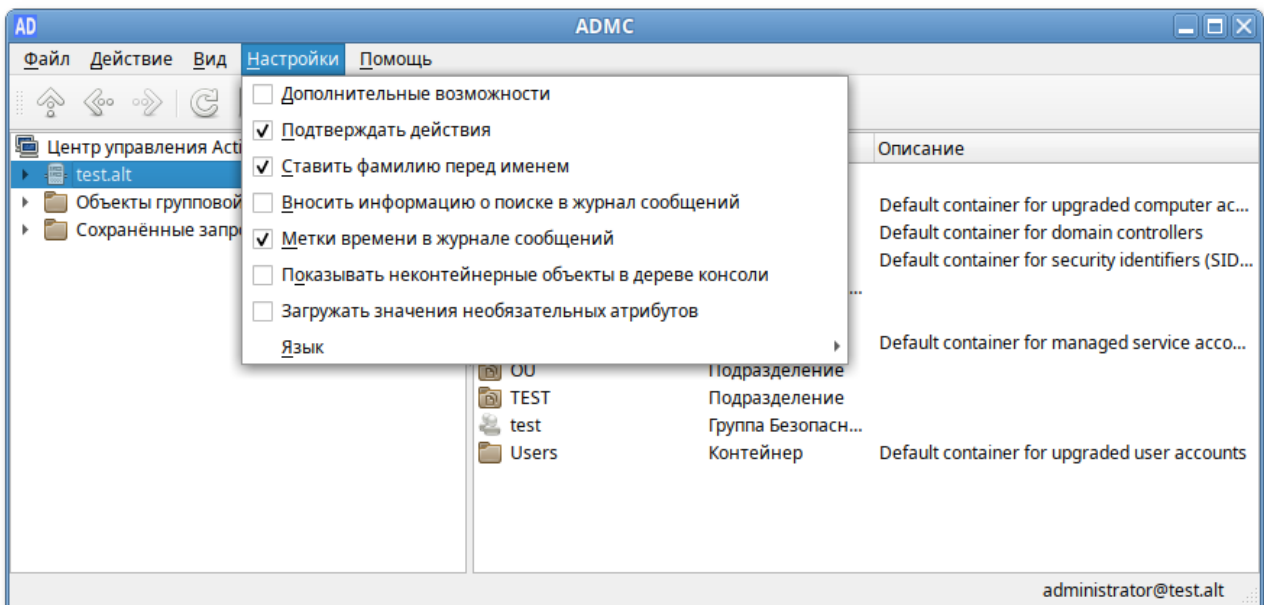 AD ADMC
Файл Действие Вид Настройки Помощь
Дополнительные возможности
Подтверждать действия
Ставить фамилию перед именем
Вносить информацию о поиске в журнал сообщений
Метки времени в журнале сообщений
Показывать неконтейнерные объекты в дереве консоли
Загружать значения необязательных атрибутов
Язык
Центр управления Acti
test.alt
Объекты групповой
Сохранённые запр
Описание
Default container for upgraded computer ac...
Default container for domain controllers
Default container for security identifiers (SID...
...
Default container for managed service acco...
OU Подразделение
TEST Подразделение
test Группа Безопасн...
Users Контейнер Default container for upgraded user accounts
administrator@test.alt